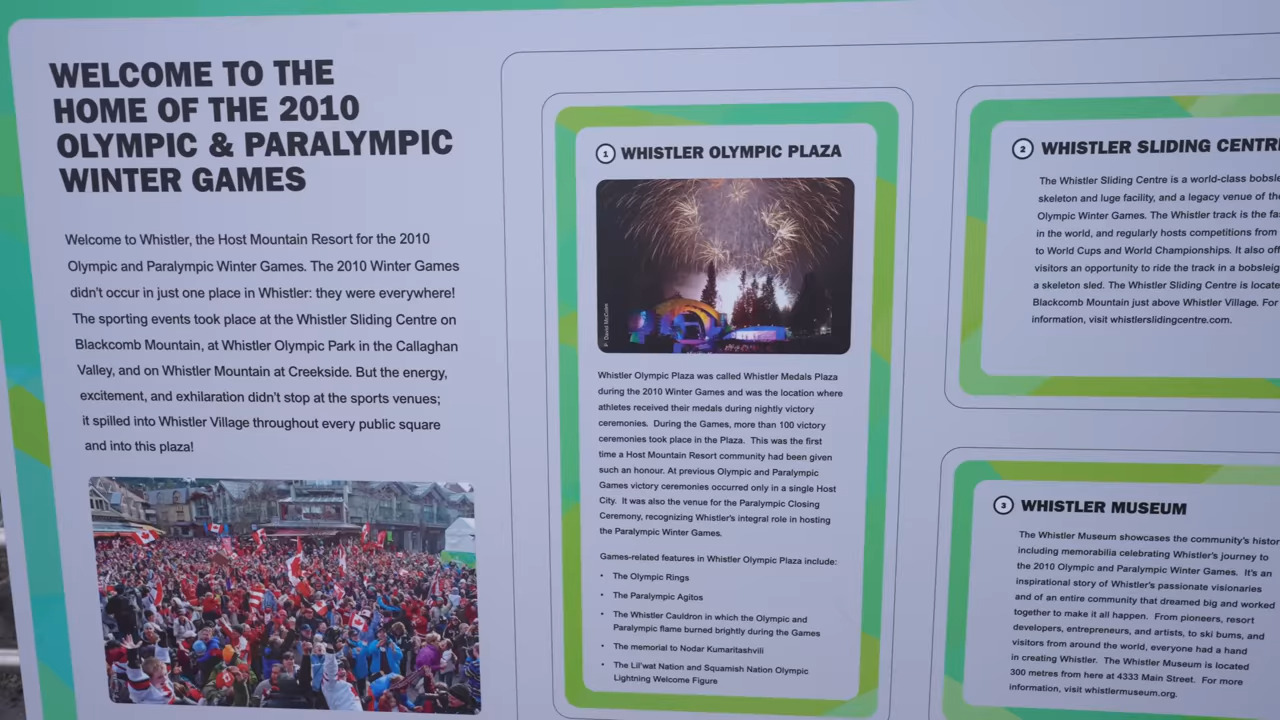 WELCOME TO THE
HOME OF THE 2010
OLYMPIC & PARALYMPIC
WINTER GAMES
Welcome to Whistler, the Host Mountain Resort for the 2010
Olympic and Paralympic Winter Games. The 2010 Winter Games
didn't occur in just one place in Whistler: they were everywhere!
The sporting events took place at the Whistler Sliding Centre on
Blackcomb Mountain, at Whistler Olympic Park in the Callaghan
Valley, and on Whistler Mountain at Creekside. But the energy,
excitement, and exhilaration didn't stop at the sports venues;
it spilled into Whistler Village throughout every public square
and into this plaza!
1 WHISTLER OLYMPIC PLAZA
P: David McColm
Whistler Olympic Plaza was called Whistler Medals Plaza
during the 2010 Winter Games and was the location where
athletes received their medals during nightly victory
ceremonies. During the Games, more than 100 victory
ceremonies took place in the Plaza. This was the first
time a Host Mountain Resort community had been given
such an honour. At previous Olympic and Paralympic
Games victory ceremonies occurred only in a single Host
City. It was also the venue for the Paralympic Closing
Ceremony, recognizing Whistler's integral role in hosting
the Paralympic Winter Games.
Games-related features in Whistler Olympic Plaza include:
• The Olympic Rings
• The Paralympic Agitos
• The Whistler Cauldron in which the Olympic and
Paralympic flame burned brightly during the Games
• The memorial to Nodar Kumaritashvili
• The Lil'wat Nation and Squamish Nation Olympic
Lightning Welcome Figure
2 WHISTLER SLIDING CENTR
The Whistler Sliding Centre is a world-class bobsle
skeleton and luge facility, and a legacy venue of the
Olympic Winter Games. The Whistler track is the fa
in the world, and regularly hosts competitions from
to World Cups and World Championships. It also off
visitors an opportunity to ride the track in a bobsleig
a skeleton sled. The Whistler Sliding Centre is locate
Blackcomb Mountain just above Whistler Village. For
information, visit whistlerslidingcentre.com.
3 WHISTLER MUSEUM
The Whistler Museum showcases the community's histor
including memorabilia celebrating Whistler's journey to
the 2010 Olympic and Paralympic Winter Games. It's an
inspirational story of Whistler's passionate visionaries
and of an entire community that dreamed big and worked
together to make it all happen. From pioneers, resort
developers, entrepreneurs, and artists, to ski bums, and
visitors from around the world, everyone had a hand
in creating Whistler. The Whistler Museum is located
300 metres from here at 4333 Main Street. For more
information, visit whistlermuseum.org.